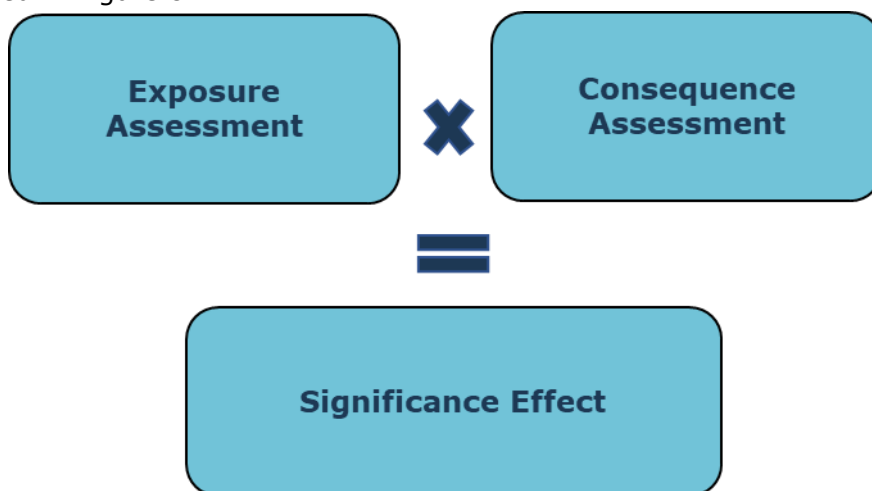 Exposure
Assessment
Consequence
Assessment
Significance Effect